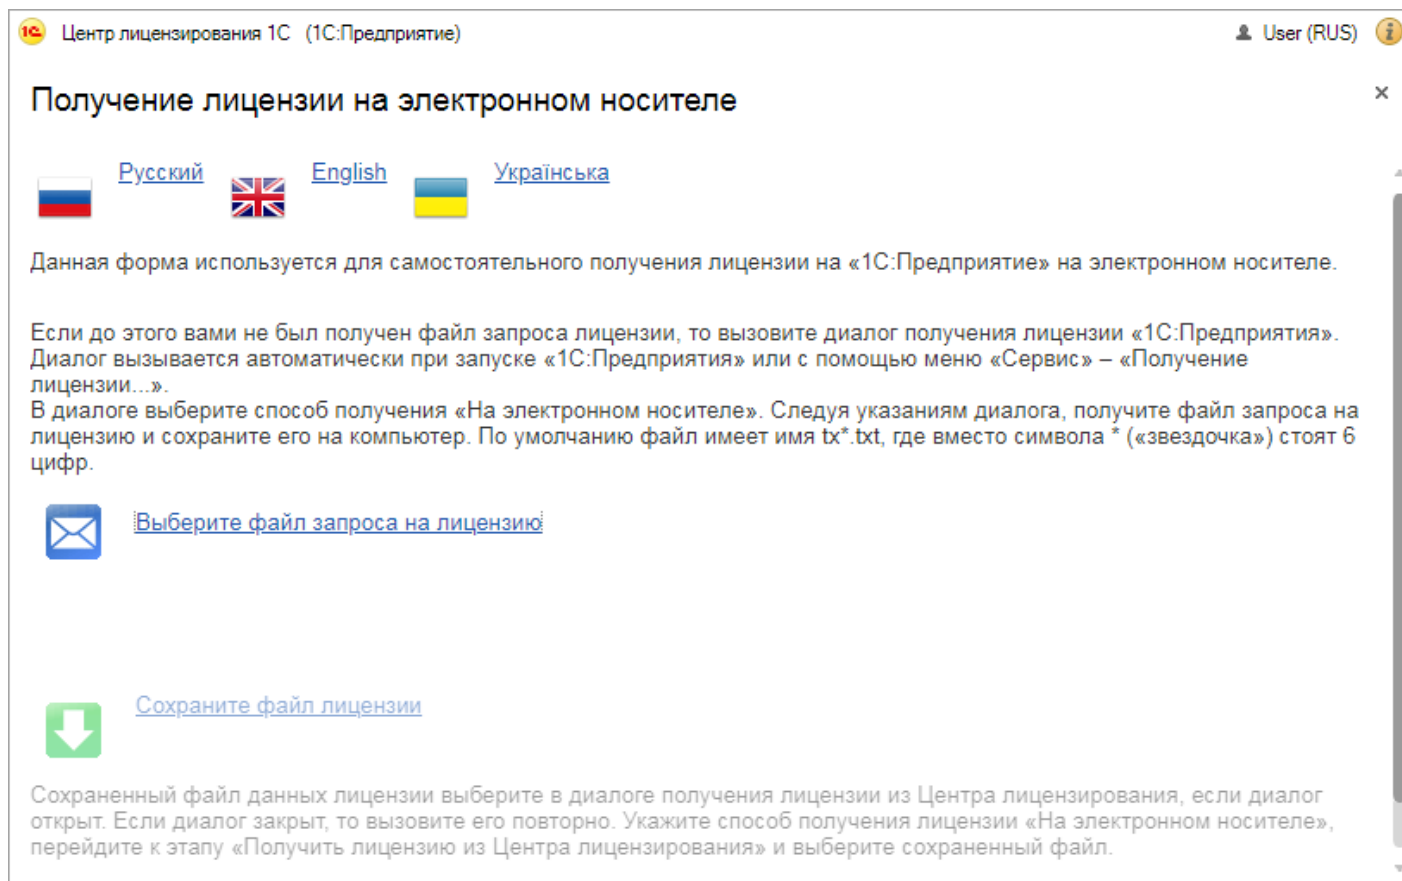 1С Центр лицензирования 1С (1С:Предприятие) User (RUS) i
Получение лицензии на электронном носителе
Русский English Українська
Данная форма используется для самостоятельного получения лицензии на «1С:Предприятие» на электронном носителе.
Если до этого вами не был получен файл запроса лицензии, то вызовите диалог получения лицензии «1С:Предприятия».
Диалог вызывается автоматически при запуске «1С:Предприятия» или с помощью меню «Сервис» – «Получение
лицензии...».
В диалоге выберите способ получения «На электронном носителе». Следуя указаниям диалога, получите файл запроса на
лицензию и сохраните его на компьютер. По умолчанию файл имеет имя tx*.txt, где вместо символа * («звездочка») стоят 6
цифр.
Выберите файл запроса на лицензию
Сохраните файл лицензии
Сохраненный файл данных лицензии выберите в диалоге получения лицензии из Центра лицензирования, если диалог
открыт. Если диалог закрыт, то вызовите его повторно. Укажите способ получения лицензии «На электронном носителе»,
перейдите к этапу «Получить лицензию из Центра лицензирования» и выберите сохраненный файл.